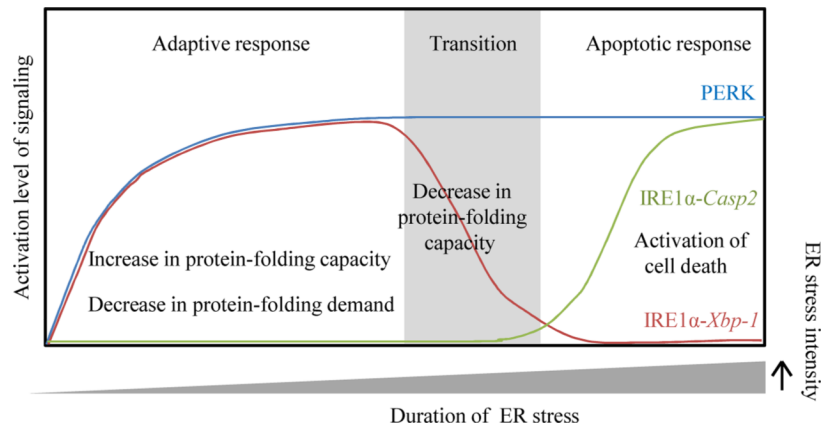 Adaptive response
Transition
Apoptotic response
PERK
Activation level of signaling
Decrease in
protein-folding
capacity
IRE1α-Casp2
Activation of
cell death
Increase in protein-folding capacity
Decrease in protein-folding demand
IRE1α-Xbp-1
ER
stress intensity
Duration of ER stress